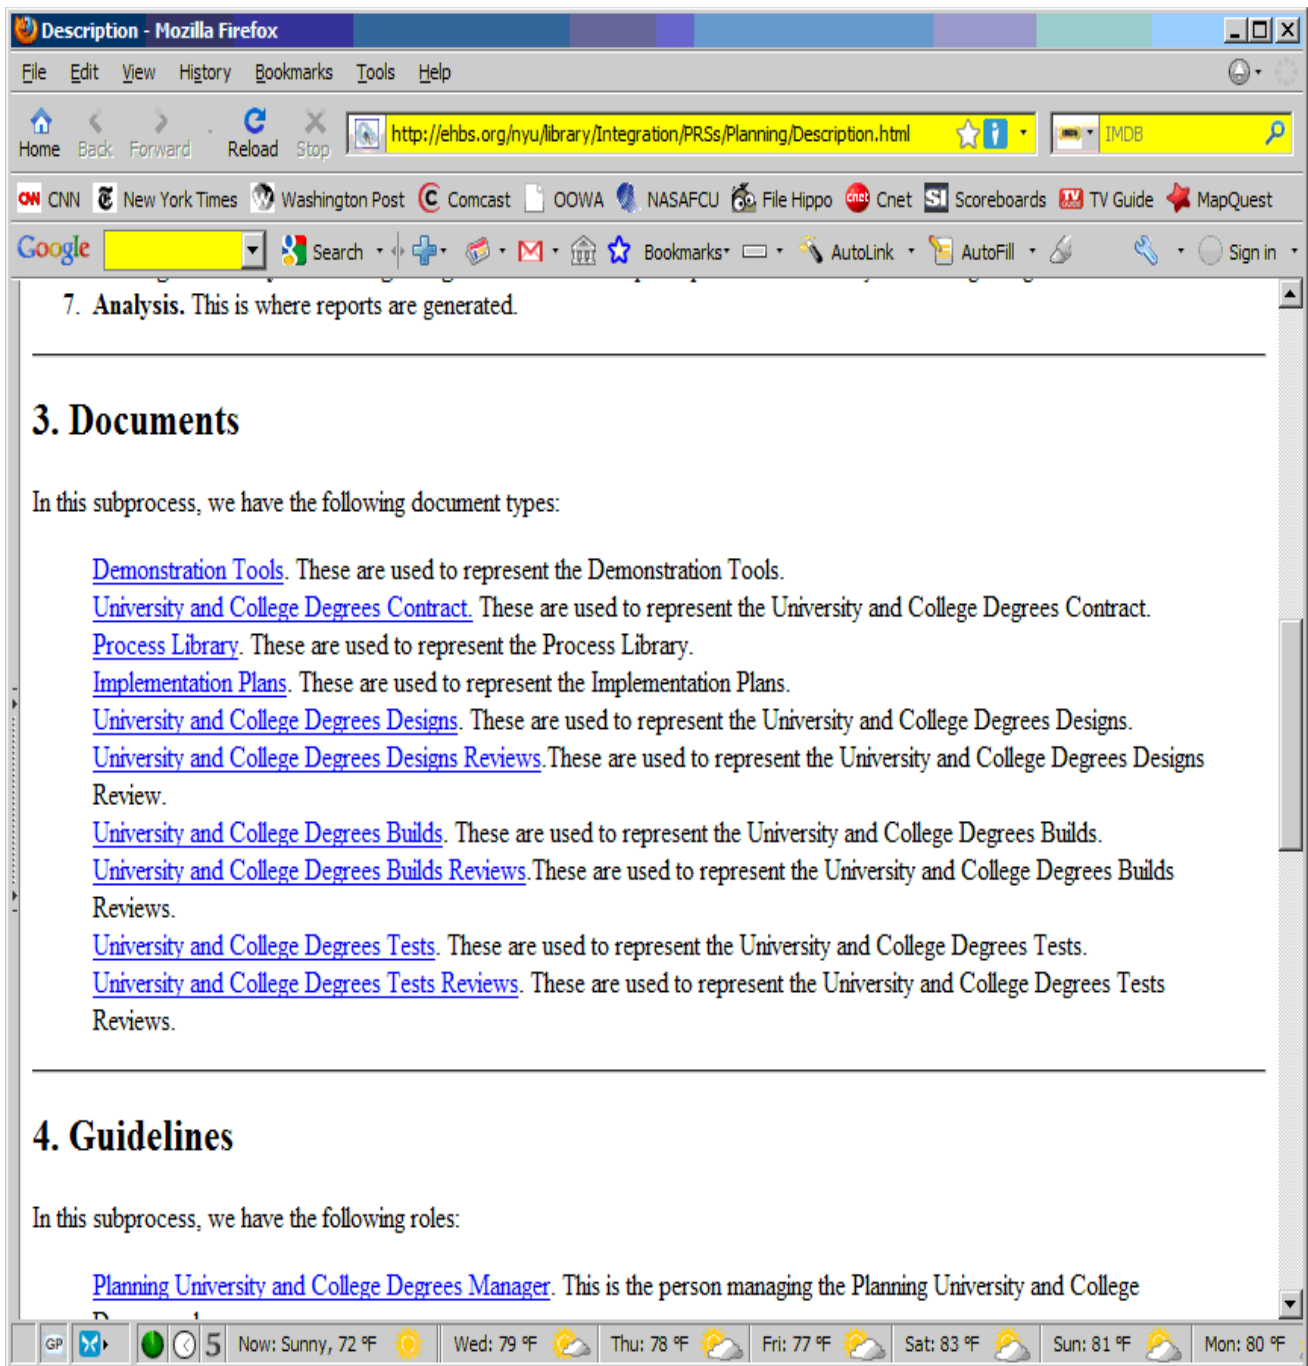 Description - Mozilla Firefox
File Edit View History Bookmarks Tools Help
Home Back Forward Reload Stop http://ehbs.org/nyu/library/Integration/PRSs/Planning/Description.html IMDB
CNN New York Times Washington Post Comcast OOWA NASAFCU File Hippo cnet Cnet SI Scoreboards TV Guide MapQuest
Google Search Bookmarks AutoLink AutoFill Sign in
7. Analysis. This is where reports are generated.
3. Documents
In this subprocess, we have the following document types:
Demonstration Tools. These are used to represent the Demonstration Tools.
University and College Degrees Contract. These are used to represent the University and College Degrees Contract.
Process Library. These are used to represent the Process Library.
Implementation Plans. These are used to represent the Implementation Plans.
University and College Degrees Designs. These are used to represent the University and College Degrees Designs.
University and College Degrees Designs Reviews.These are used to represent the University and College Degrees Designs
Review.
University and College Degrees Builds. These are used to represent the University and College Degrees Builds.
University and College Degrees Builds Reviews.These are used to represent the University and College Degrees Builds
Reviews.
University and College Degrees Tests. These are used to represent the University and College Degrees Tests.
University and College Degrees Tests Reviews. These are used to represent the University and College Degrees Tests
Reviews.
4. Guidelines
In this subprocess, we have the following roles:
Planning University and College Degrees Manager. This is the person managing the Planning University and College
GP 5 Now: Sunny, 72 °F Wed: 79 °F Thu: 78 °F Fri: 77 °F Sat: 83 °F Sun: 81 °F Mon: 80 °F